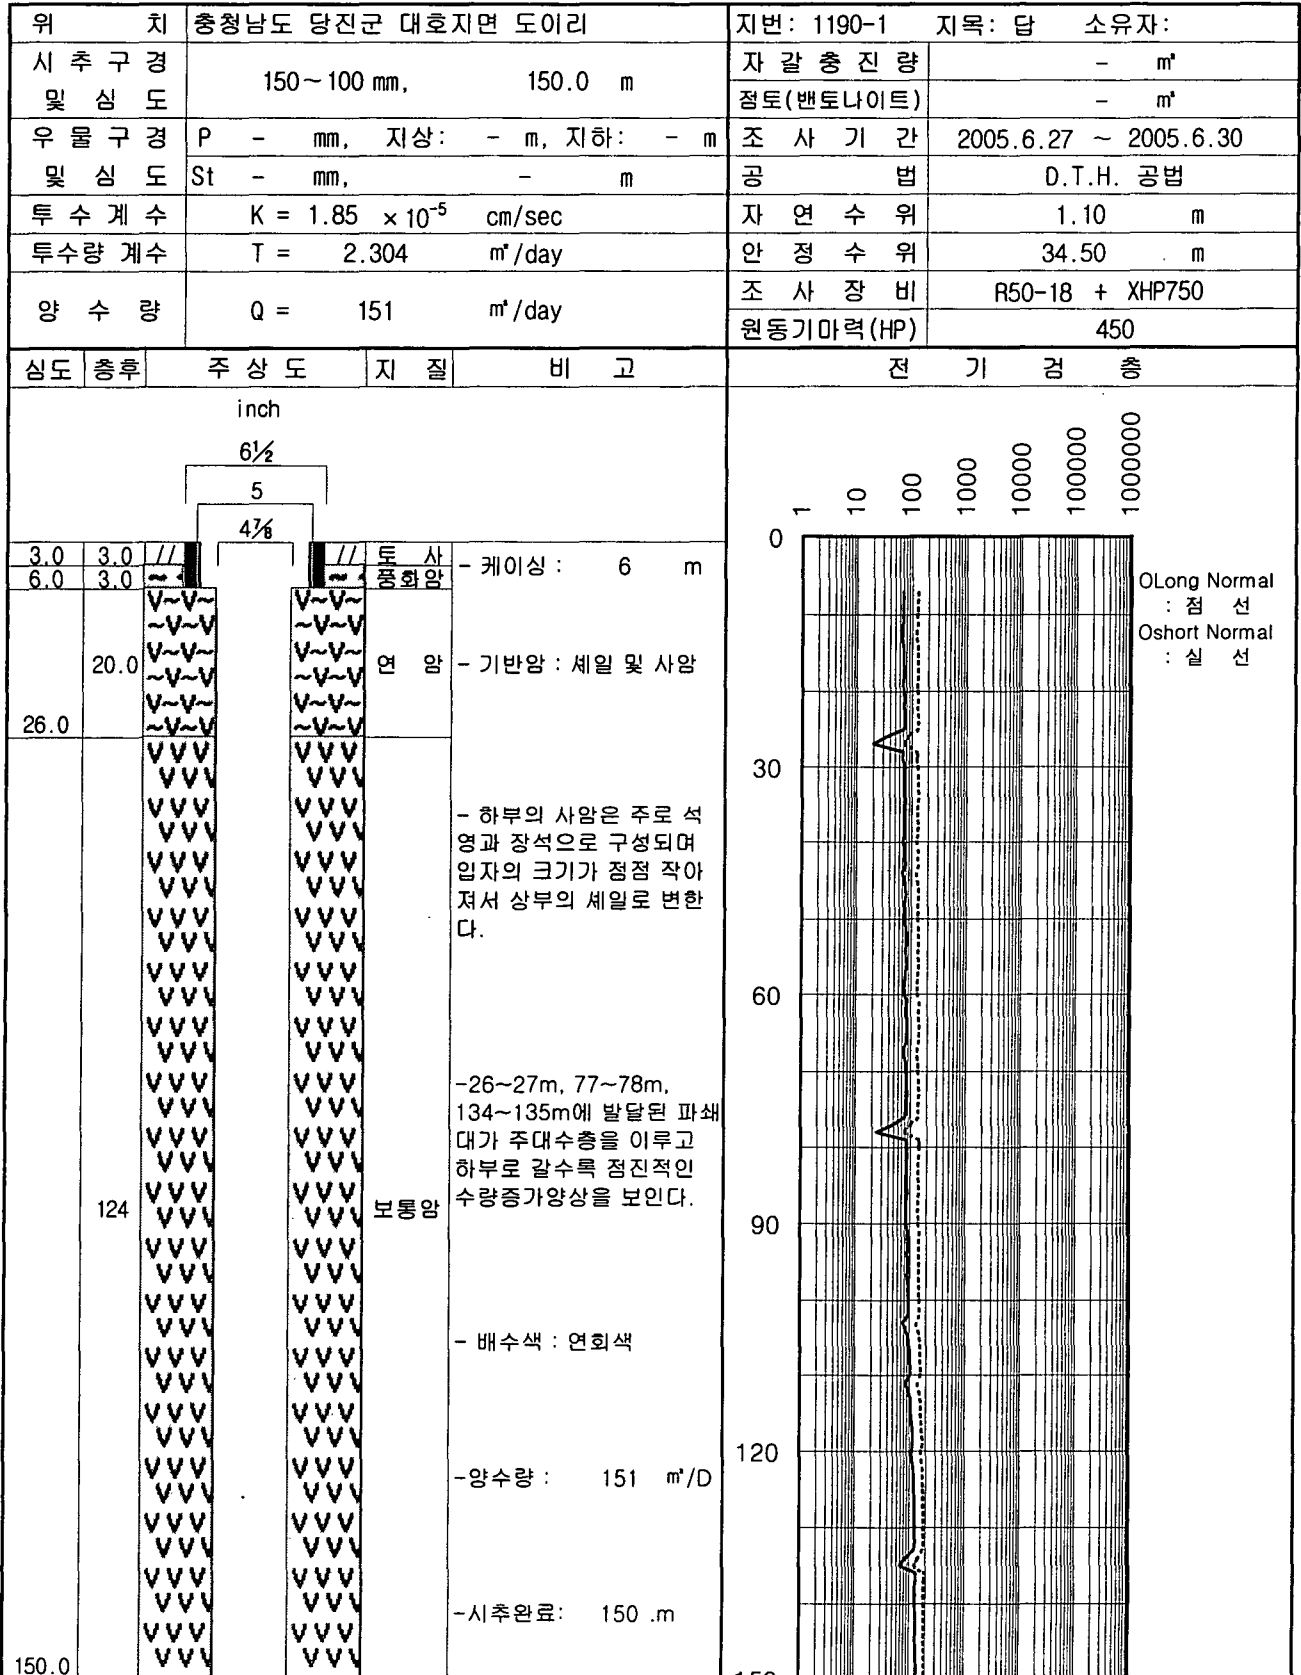 위 치 충청남도 당진군 대호지면 도이리 지번: 1190-1 지목: 답 소유자:
시 추 구 경 및 심 도 150~100 mm, 150.0 m
자 갈 충 진 량 - ㎥
점토(벤토나이트) - ㎥
우 물 구 경 및 심 도 P - mm, 지상: - m, 지하: - m
St - mm, - m
조 사 기 간 2005.6.27 ~ 2005.6.30
공 법 D.T.H. 공법
투 수 계 수 K = 1.85 ×10⁻⁵ cm/sec
자 연 수 위 1.10 m
투수량 계수 T = 2.304 ㎡/day
안 정 수 위 34.50 m
양 수 량 Q = 151 ㎥/day
조 사 장 비 R50-18 + XHP750
원동기마력(HP) 450
심도 층후 주 상 도 지 질 비 고 전 기 검 층
inch
6½
5
4⅞
3.0 3.0 토 사
6.0 3.0 풍화암
- 케이싱 : 6 m
20.0 연 암 - 기반암 : 셰일 및 사암
26.0
- 하부의 사암은 주로 석
영과 장석으로 구성되며
입자의 크기가 점점 작아
져서 상부의 셰일로 변한
다.
-26~27m, 77~78m,
134~135m에 발달된 파쇄
대가 주대수층을 이루고
하부로 갈수록 점진적인
수량증가양상을 보인다.
124 보통암
- 배수색 : 연회색
-양수량 : 151 ㎥/D
-시추완료: 150 .m
150.0
1 10 100 1000 10000 100000 1000000
0
30
60
90
120
150
OLong Normal
: 점 선
Oshort Normal
: 실 선